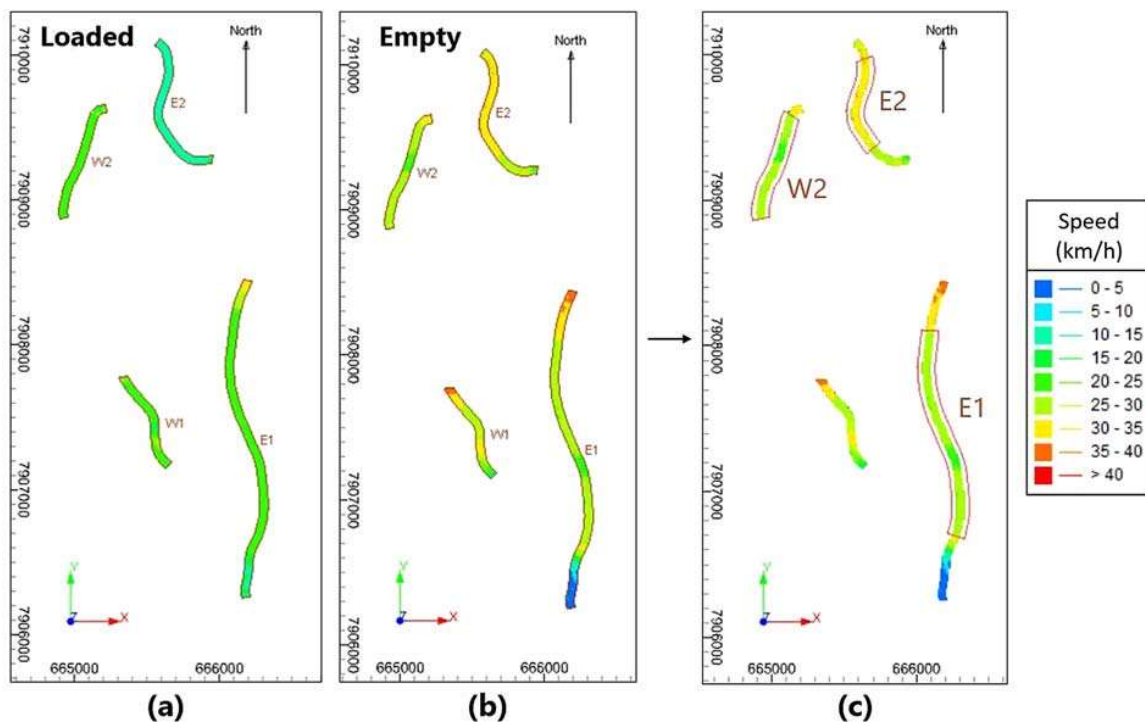 Loaded
North
7910000
7909000
7908000
7907000
7906000
E2
W2
W1
E1
Y
Z
X
665000
666000
(a)
Empty
North
7910000
7909000
7908000
7907000
7906000
E2
W2
W1
E1
Y
Z
X
665000
666000
(b)
North
7910000
7909000
7908000
7907000
7906000
E2
W2
E1
Y
Z
X
665000
666000
(c)
Speed
(km/h)
0 - 5
5 - 10
10 - 15
15 - 20
20 - 25
25 - 30
30 - 35
35 - 40
> 40